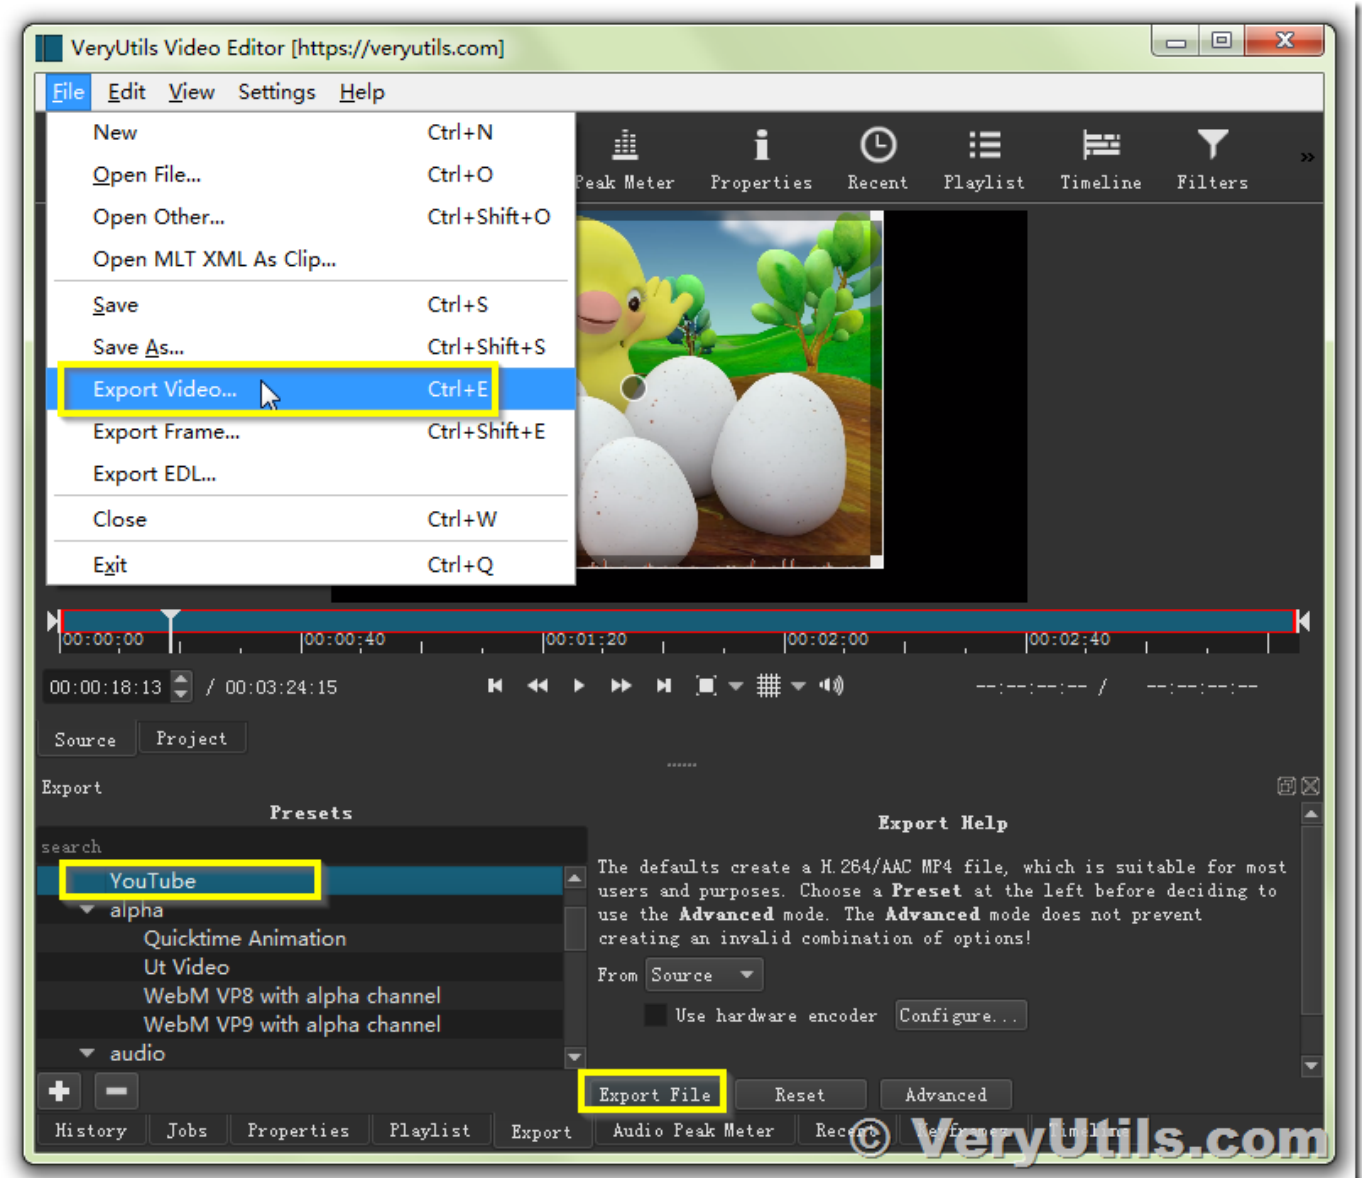 VeryUtils Video Editor [https://veryutils.com]
File Edit View Settings Help
New Ctrl+N
Open File... Ctrl+O
Open Other... Ctrl+Shift+O
Open MLT XML As Clip...
Save Ctrl+S
Save As... Ctrl+Shift+S
Export Video... Ctrl+E
Export Frame... Ctrl+Shift+E
Export EDL...
Close Ctrl+W
Exit Ctrl+Q
Peak Meter Properties Recent Playlist Timeline Filters »
00:00:00 00:00:40 00:01:20 00:02:00 00:02:40
00:00:18:13 / 00:03:24:15 --:--:--:-- / --:--:--:--
Source Project
Export
Presets
search
YouTube
alpha
Quicktime Animation
Ut Video
WebM VP8 with alpha channel
WebM VP9 with alpha channel
audio
Export Help
The defaults create a H.264/AAC MP4 file, which is suitable for most
users and purposes. Choose a Preset at the left before deciding to
use the Advanced mode. The Advanced mode does not prevent
creating an invalid combination of options!
From Source
Use hardware encoder Configure...
Export File Reset Advanced
History Jobs Properties Playlist Export Audio Peak Meter Recent Keyframes Timeline
© VeryUtils.com